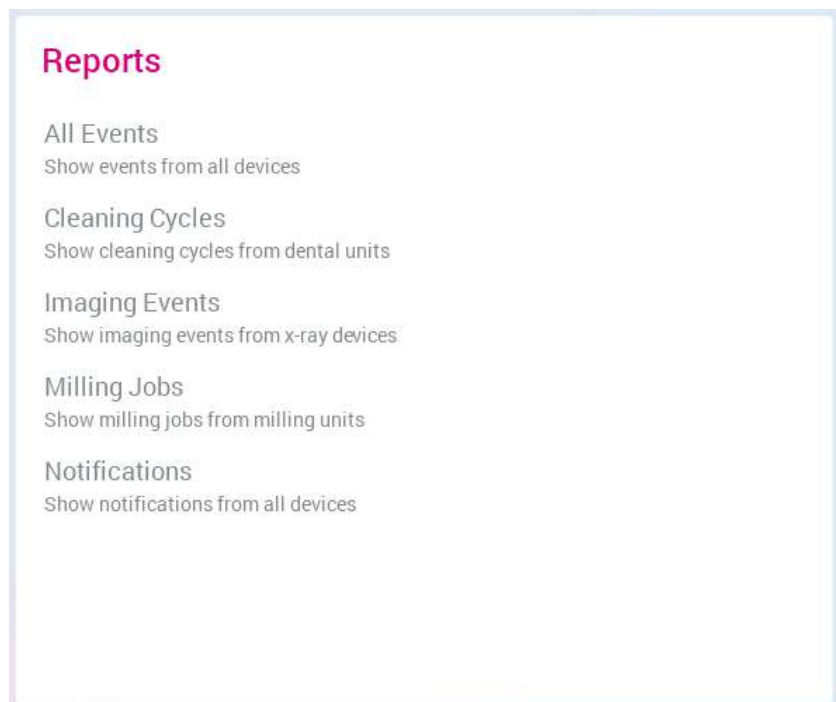 Reports
All Events
Show events from all devices
Cleaning Cycles
Show cleaning cycles from dental units
Imaging Events
Show imaging events from x-ray devices
Milling Jobs
Show milling jobs from milling units
Notifications
Show notifications from all devices